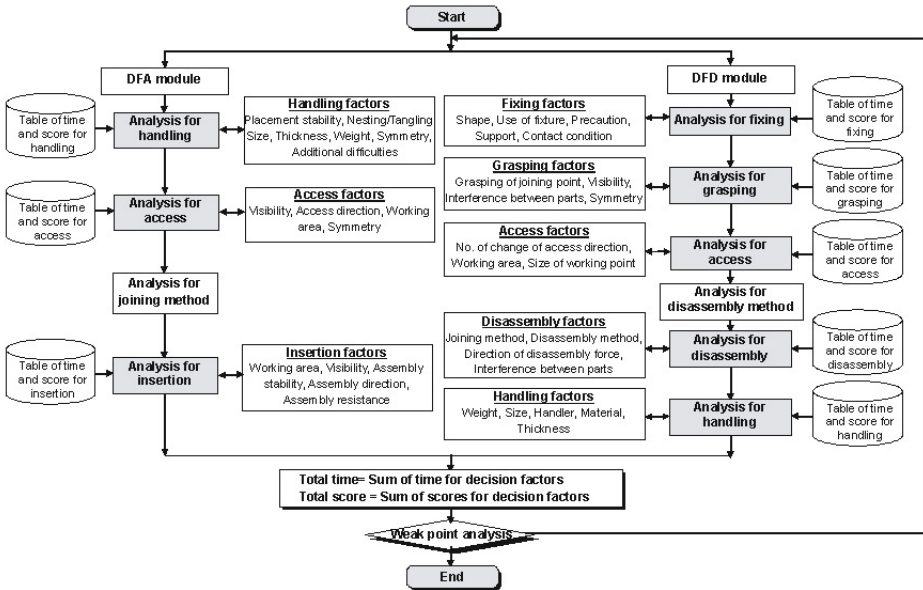 Start
DFA module
Table of time
and score for
handling
Analysis for
handling
Handling factors
Placement stability, Nesting/Tangling
Size, Thickness, Weight, Symmetry,
Additional difficulties
Table of time
and score for
access
Analysis for
access
Access factors
Visibility, Access direction, Working
area, Symmetry
Analysis for
joining method
Table of time
and score for
insertion
Analysis for
insertion
Insertion factors
Working area, Visibility, Assembly
stability, Assembly direction,
Assembly resistance
DFD module
Fixing factors
Shape, Use of fixture, Precaution,
Support, Contact condition
Analysis for fixing
Table of time
and score for
fixing
Grasping factors
Grasping of joining point, Visibility,
Interference between parts, Symmetry
Analysis for
grasping
Table of time
and score for
grasping
Access factors
No. of change of access direction,
Working area, Size of working point
Analysis for
access
Table of time
and score for
access
Analysis for
disassembly method
Disassembly factors
Joining method, Disassembly method,
Direction of disassembly force,
Interference between parts
Analysis for
disassembly
Table of time
and score for
disassembly
Handling factors
Weight, Size, Handler, Material,
Thickness
Analysis for
handling
Table of time
and score for
handling
Total time= Sum of time for decision factors
Total score = Sum of scores for decision factors
Weak point analysis
End